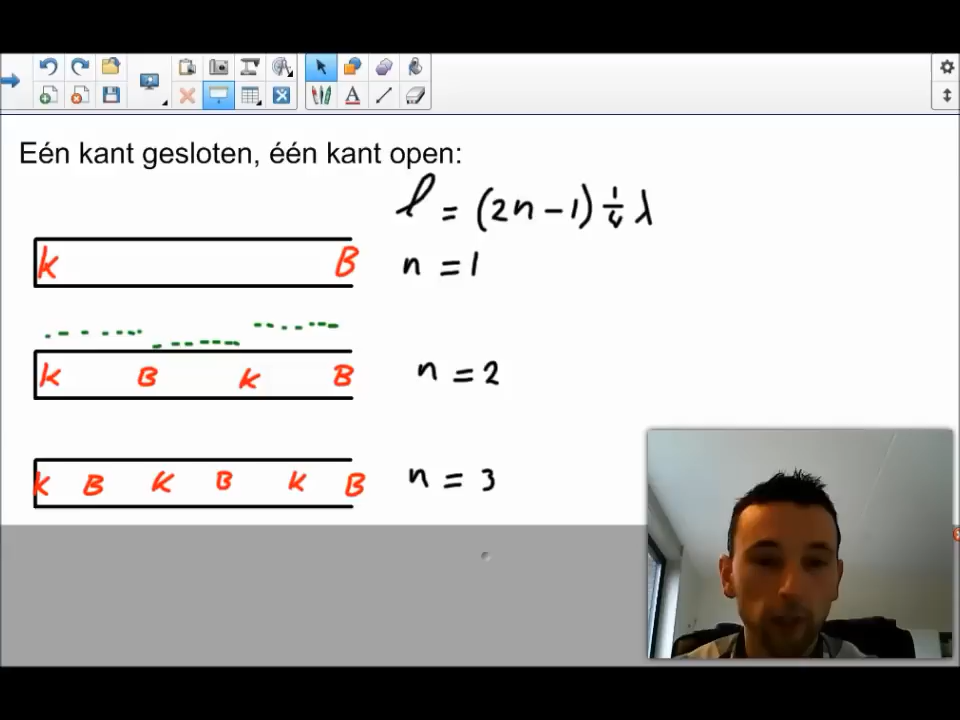 Eén kant gesloten, één kant open:
l = (2n - 1) 1/4 λ
K B n = 1
K B K B n = 2
K B K B K B n = 3